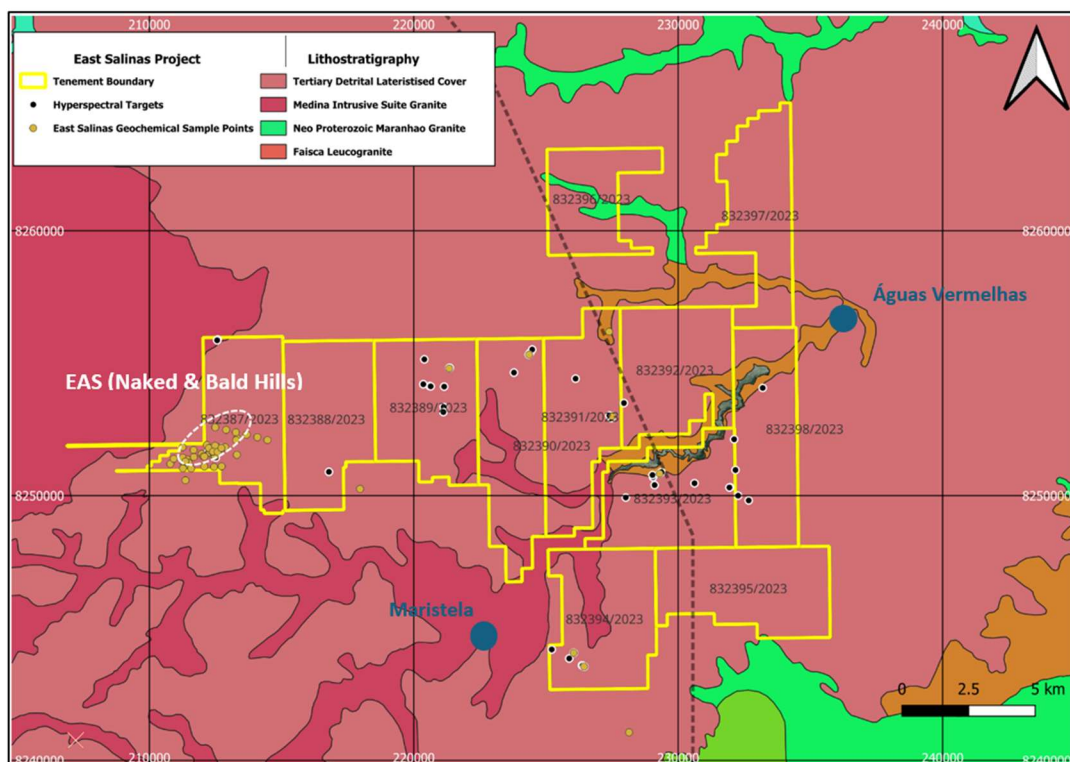 210000 220000 230000 240000
East Salinas Project
Tenement Boundary
Hyperspectral Targets
East Salinas Geochemical Sample Points
Lithostratigraphy
Tertiary Detrital Lateristised Cover
Medina Intrusive Suite Granite
Neo Proterozoic Maranhao Granite
Faisca Leucogranite
832396/2023
832397/2023
8260000 8260000
Águas Vermelhas
EAS (Naked & Bald Hills)
832392/2023
832387/2023
832388/2023
832389/2023
832391/2023
832398/2023
832390/2023
8250000 8250000
832393/2023
832395/2023
Maristela
832394/2023
0 2.5 5 km
8240000 8240000
210000 220000 230000 240000